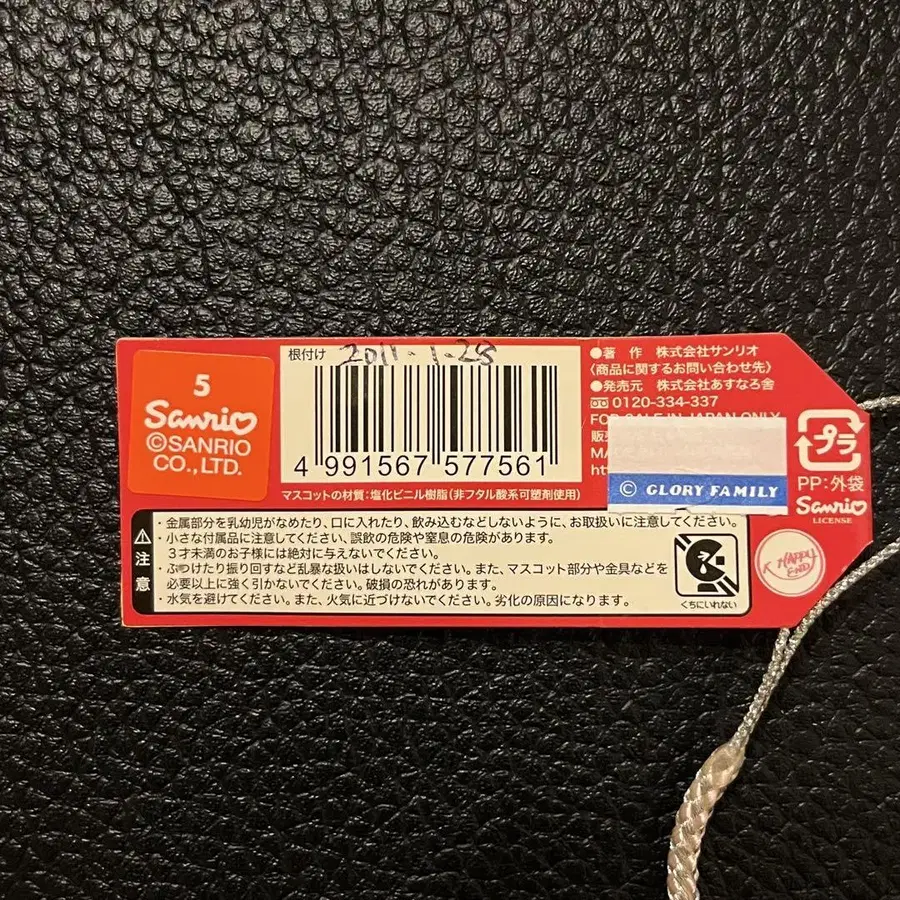 5
Sanrio
©SANRIO
CO.,LTD.
根付け 2011-1-28
4 991567 577561
マスコットの材質:塩化ビニル樹脂(非フタル酸系可塑剤使用)
●著 作 株式会社サンリオ
〈商品に関するお問い合わせ先〉
●発売元 株式会社あすなろ舎
0120-334-337
FOR SALE IN JAPAN ONLY
© GLORY FAMILY
プラ
PP:外袋
Sanrio
LICENSE
HAPPY
END
注意
・金属部分を乳幼児がなめたり、口に入れたり、飲み込むなどしないように、お取扱いに注意してください。
・小さな付属品に注意してください、誤飲の危険や窒息の危険があります。
3才未満のお子様には絶対に与えないでください。
・ぶつけたり振り回すなど乱暴な扱いはしないでください。また、マスコット部分や金具などを
必要以上に強く引かないでください。破損の恐れがあります。
・水気を避けてください。また、火気に近づけないでください。劣化の原因になります。
くちにいれない